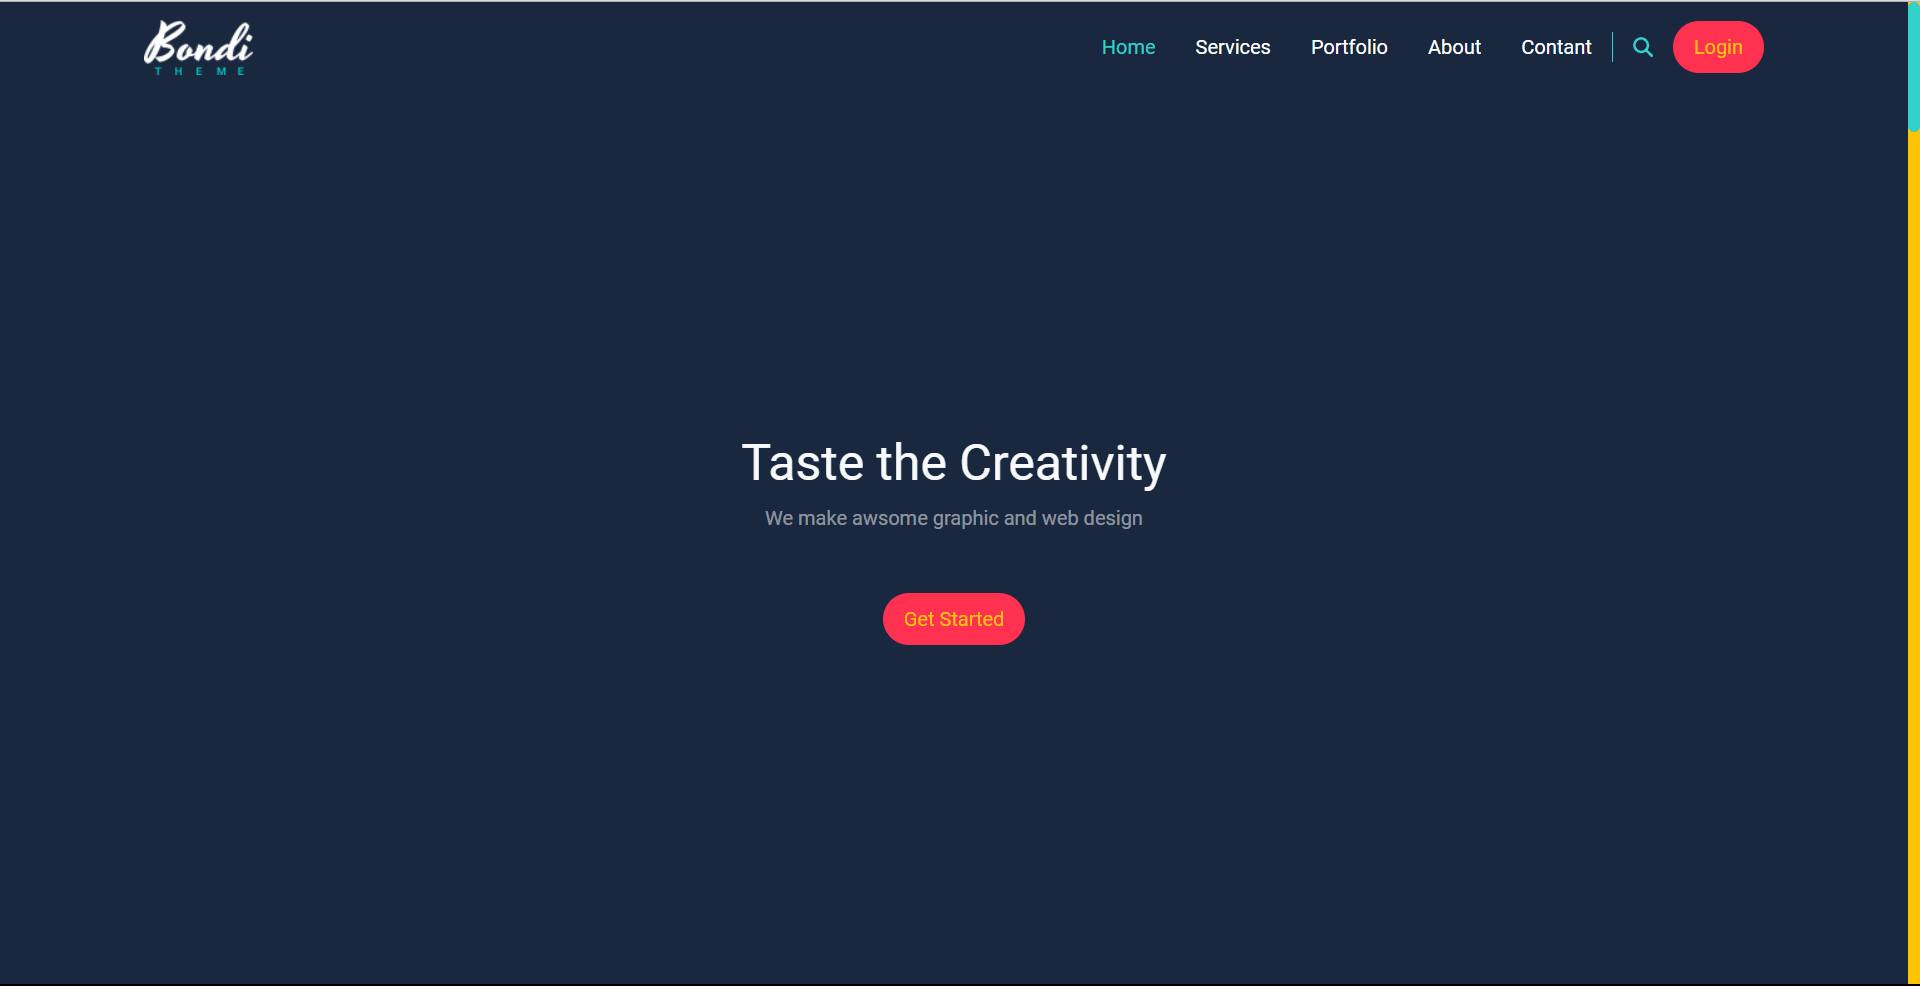 Bondi
THEME
Home Services Portfolio About Contant Login
Taste the Creativity
We make awsome graphic and web design
Get Started